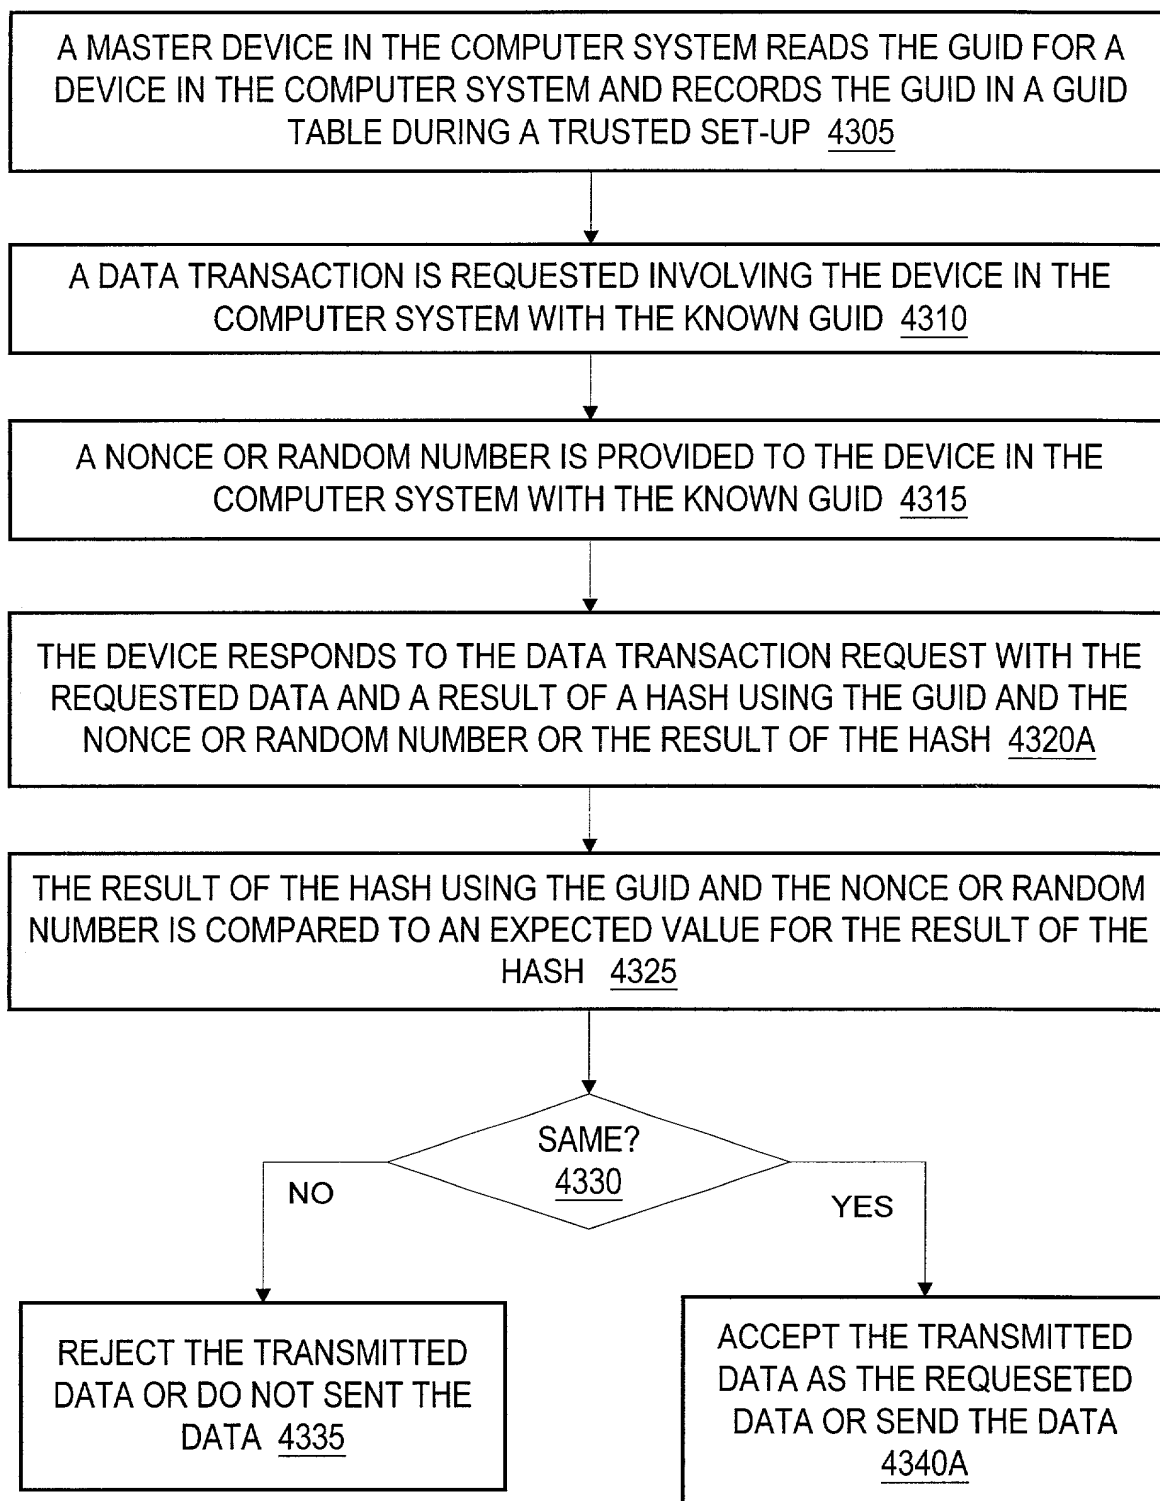 A MASTER DEVICE IN THE COMPUTER SYSTEM READS THE GUID FOR A
DEVICE IN THE COMPUTER SYSTEM AND RECORDS THE GUID IN A GUID
TABLE DURING A TRUSTED SET-UP 4305
A DATA TRANSACTION IS REQUESTED INVOLVING THE DEVICE IN THE
COMPUTER SYSTEM WITH THE KNOWN GUID 4310
A NONCE OR RANDOM NUMBER IS PROVIDED TO THE DEVICE IN THE
COMPUTER SYSTEM WITH THE KNOWN GUID 4315
THE DEVICE RESPONDS TO THE DATA TRANSACTION REQUEST WITH THE
REQUESTED DATA AND A RESULT OF A HASH USING THE GUID AND THE
NONCE OR RANDOM NUMBER OR THE RESULT OF THE HASH 4320A
THE RESULT OF THE HASH USING THE GUID AND THE NONCE OR RANDOM
NUMBER IS COMPARED TO AN EXPECTED VALUE FOR THE RESULT OF THE
HASH 4325
SAME?
4330
NO
YES
REJECT THE TRANSMITTED
DATA OR DO NOT SENT THE
DATA 4335
ACCEPT THE TRANSMITTED
DATA AS THE REQUESETED
DATA OR SEND THE DATA
4340A